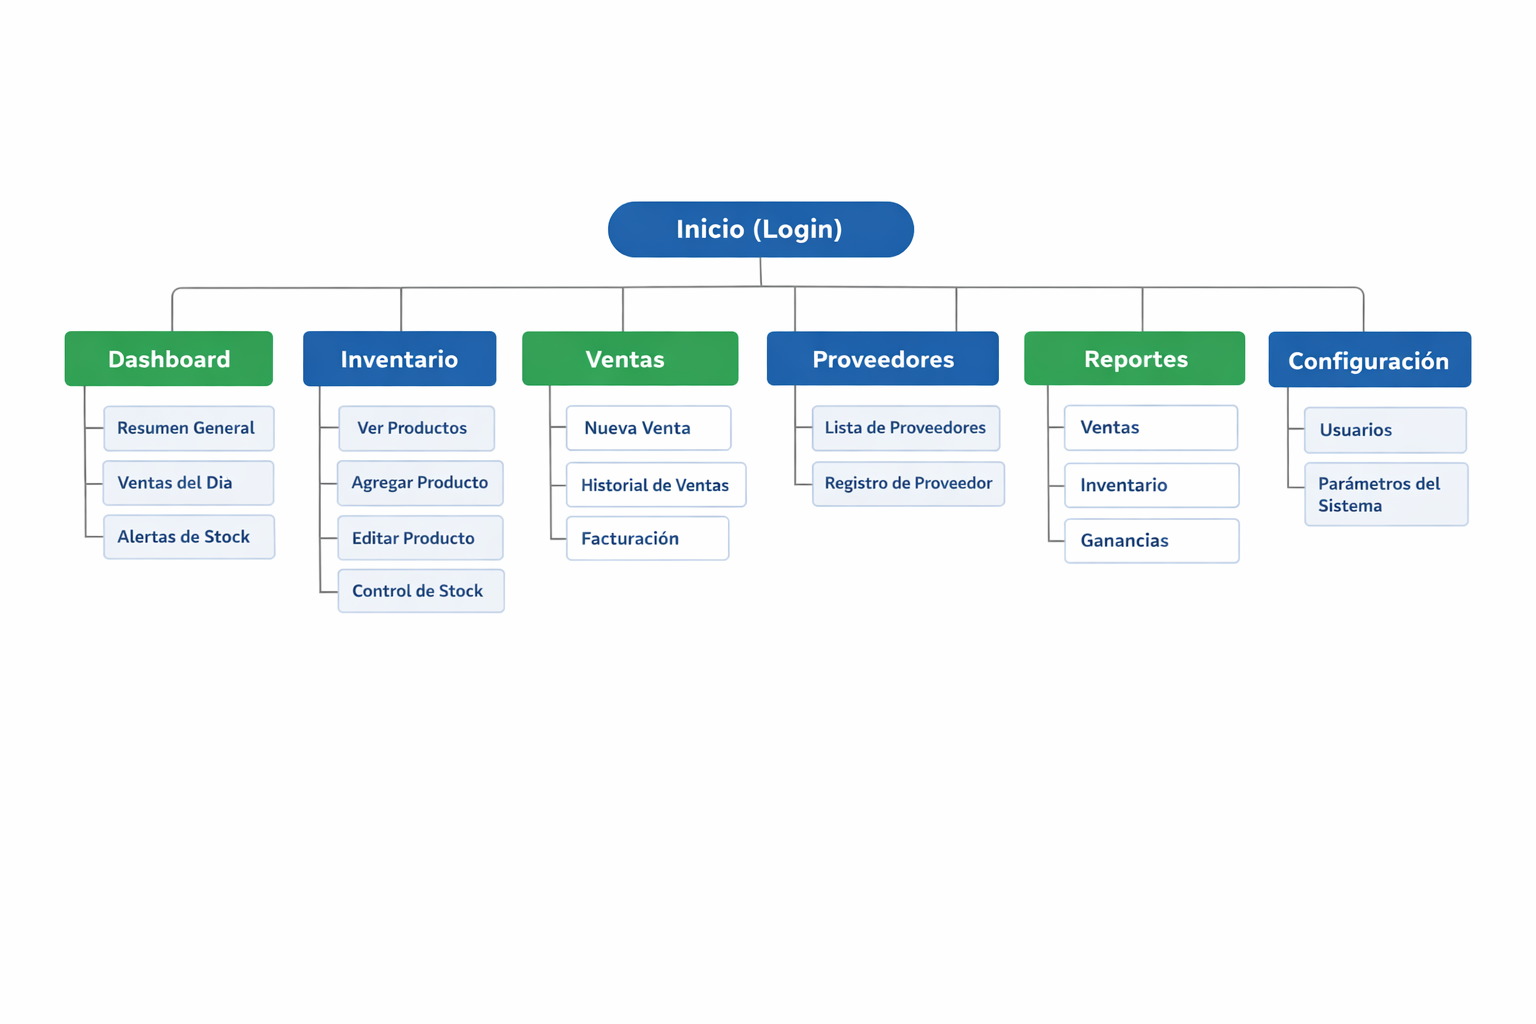 Inicio (Login)
Dashboard
Resumen General
Ventas del Dia
Alertas de Stock
Inventario
Ver Productos
Agregar Producto
Editar Producto
Control de Stock
Ventas
Nueva Venta
Historial de Ventas
Facturación
Proveedores
Lista de Proveedores
Registro de Proveedor
Reportes
Ventas
Inventario
Ganancias
Configuración
Usuarios
Parámetros del
Sistema